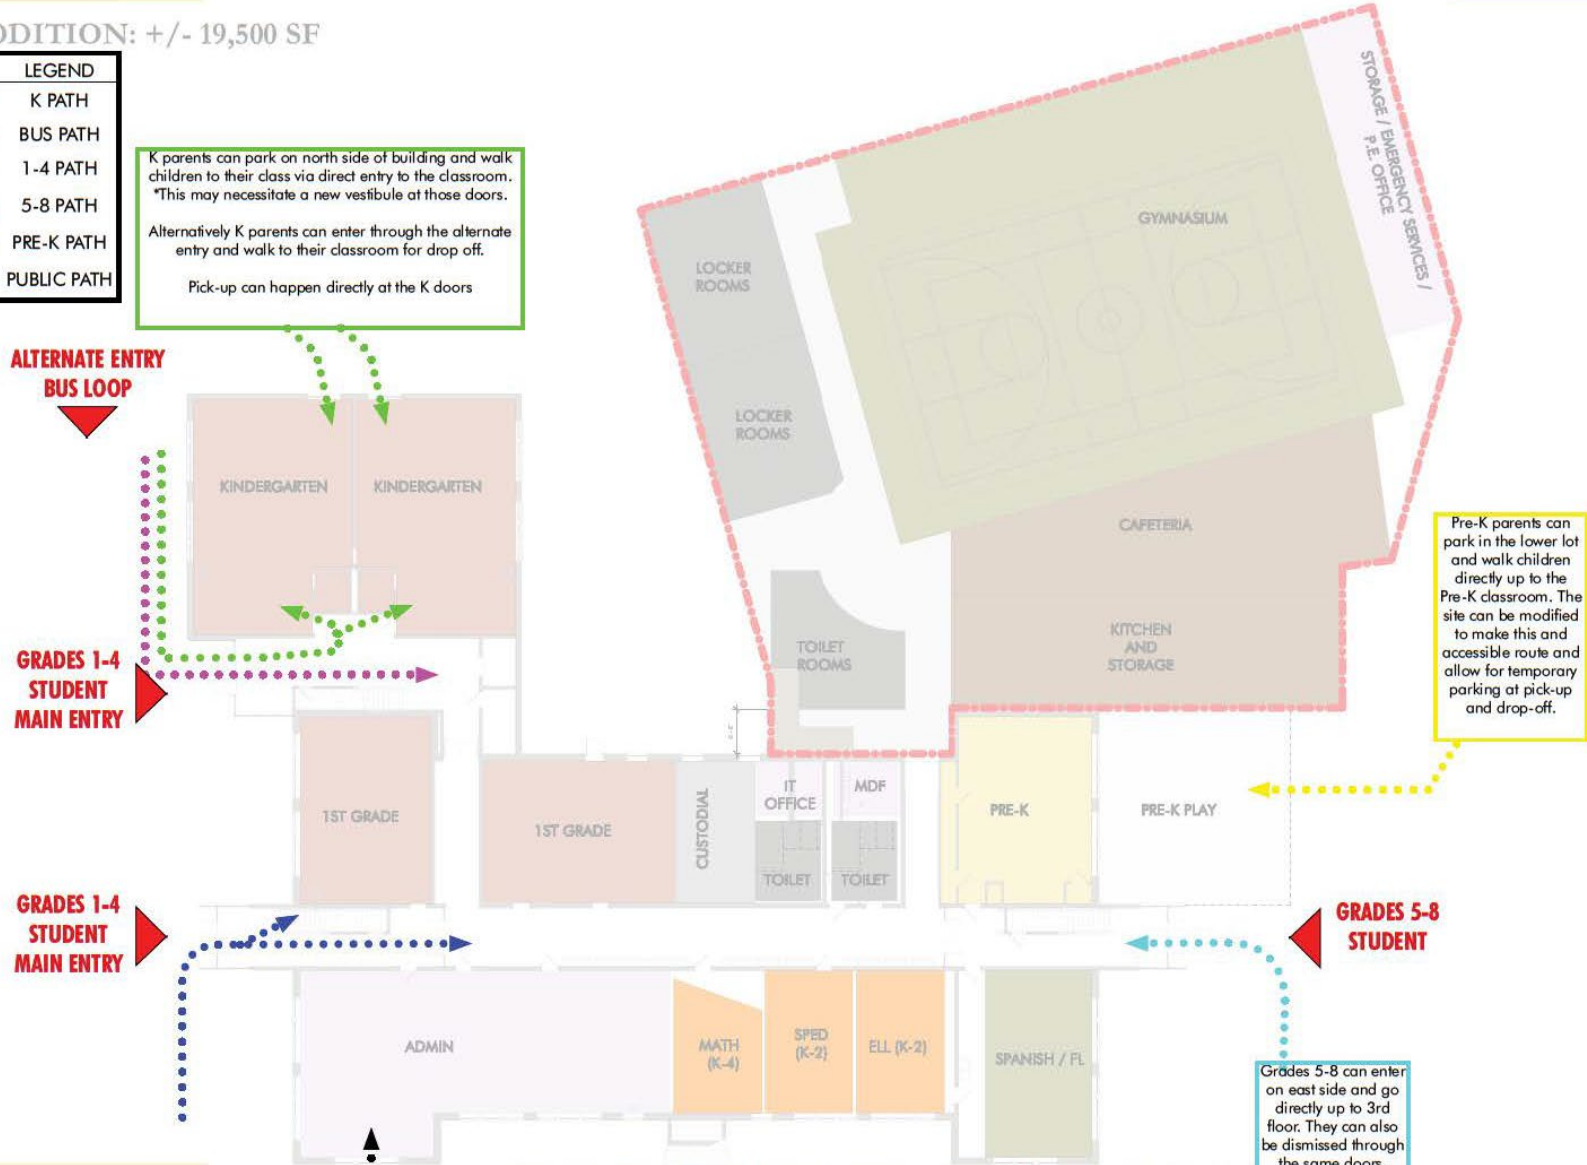 DDITION: +/- 19,500 SF
LEGEND
K PATH
BUS PATH
1-4 PATH
5-8 PATH
PRE-K PATH
PUBLIC PATH
K parents can park on north side of building and walk
children to their class via direct entry to the classroom.
*This may necessitate a new vestibule at those doors.
Alternatively K parents can enter through the alternate
entry and walk to their classroom for drop off.
Pick-up can happen directly at the K doors
STORAGE / EMERGENCY SERVICES /
P.E. OFFICE
GYMNASIUM
LOCKER
ROOMS
LOCKER
ROOMS
ALTERNATE ENTRY
BUS LOOP
KINDERGARTEN
KINDERGARTEN
CAFETERIA
Pre-K parents can
park in the lower lot
and walk children
directly up to the
Pre-K classroom. The
site can be modified
to make this and
accessible route and
allow for temporary
parking at pick-up
and drop-off.
TOILET
ROOMS
KITCHEN
AND
STORAGE
GRADES 1-4
STUDENT
MAIN ENTRY
1ST GRADE
1ST GRADE
CUSTODIAL
IT
OFFICE
MDF
TOILET
TOILET
PRE-K
PRE-K PLAY
GRADES 1-4
STUDENT
MAIN ENTRY
GRADES 5-8
STUDENT
ADMIN
MATH
(K-4)
SPED
(K-2)
ELL (K-2)
SPANISH / FL
Grades 5-8 can enter
on east side and go
directly up to 3rd
floor. They can also
be dismissed through
the same doors